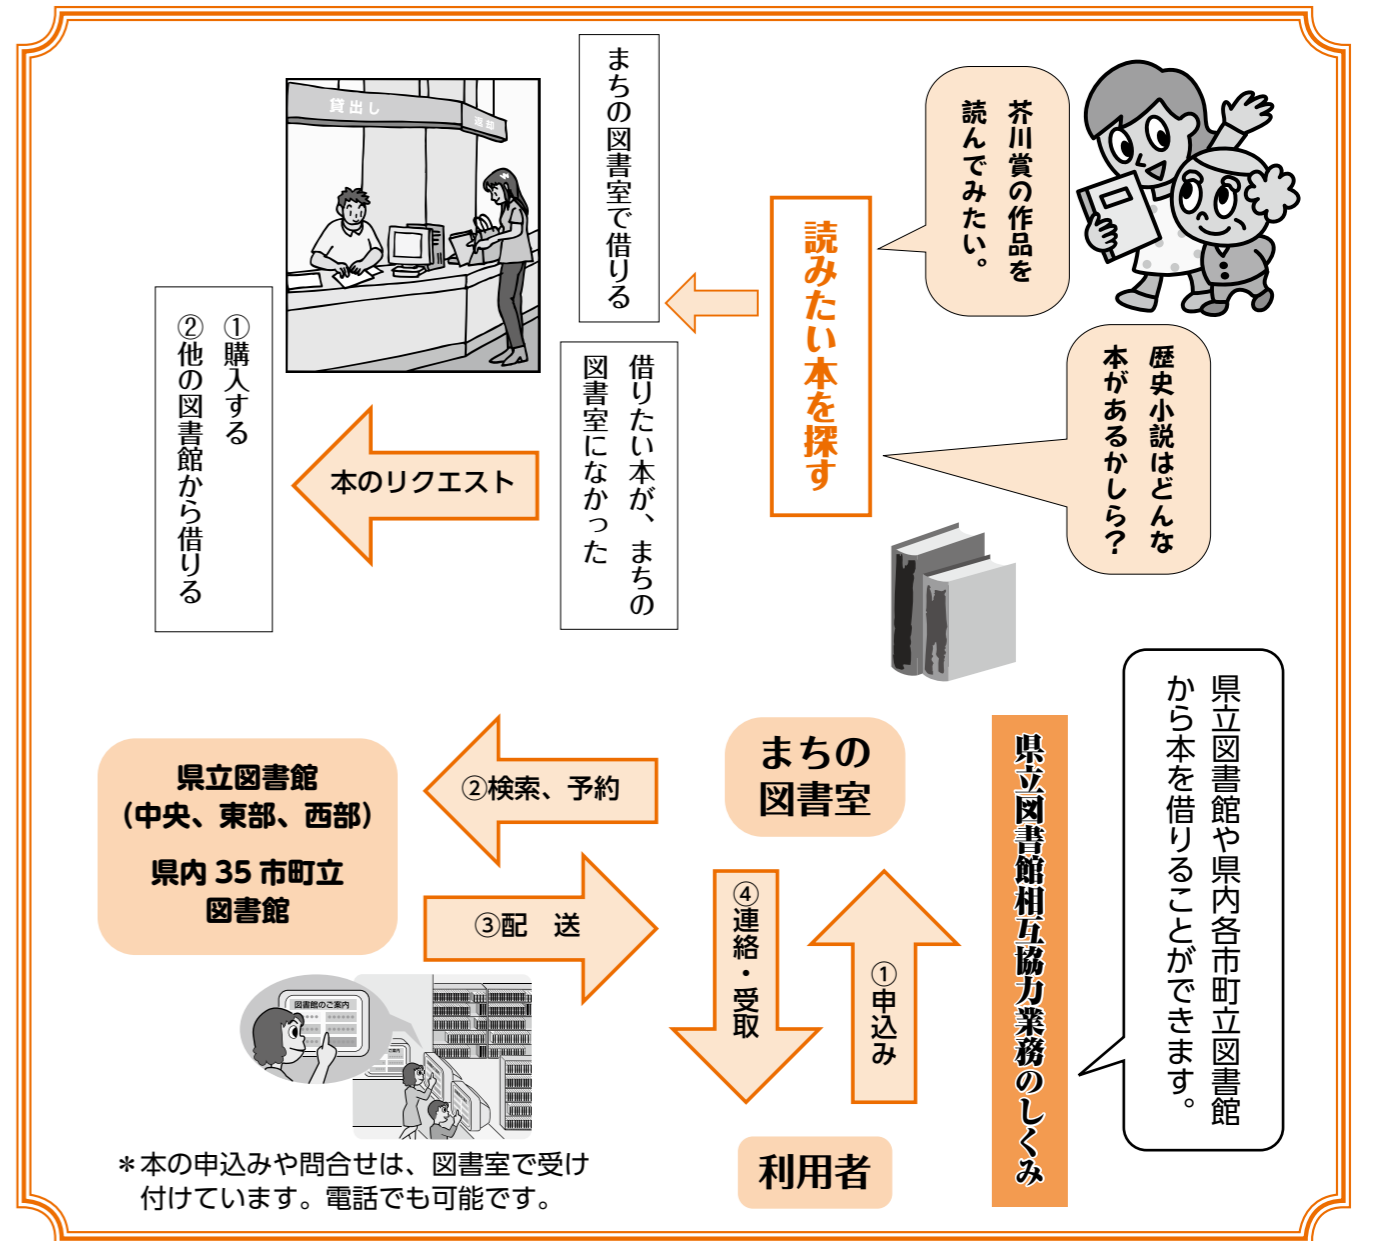 芥川賞の作品を
読んでみたい。
歴史小説はどんな
本があるかしら?
読みたい本を探す
まちの図書室で借りる
貸出し
返却
借りたい本が、まちの
図書室になかった
本のリクエスト
①購入する
②他の図書館から借りる
県立図書館や県内各市町立図書館
から本を借りることができます。
県立図書館相互協力業務のしくみ
まちの
図書室
①申込み
④連絡・受取
利用者
②検索、予約
③配 送
県立図書館
(中央、東部、西部)
県内 35 市町立
図書館
図書館のご案内
*本の申込みや問合せは、図書室で受け
付けています。電話でも可能です。